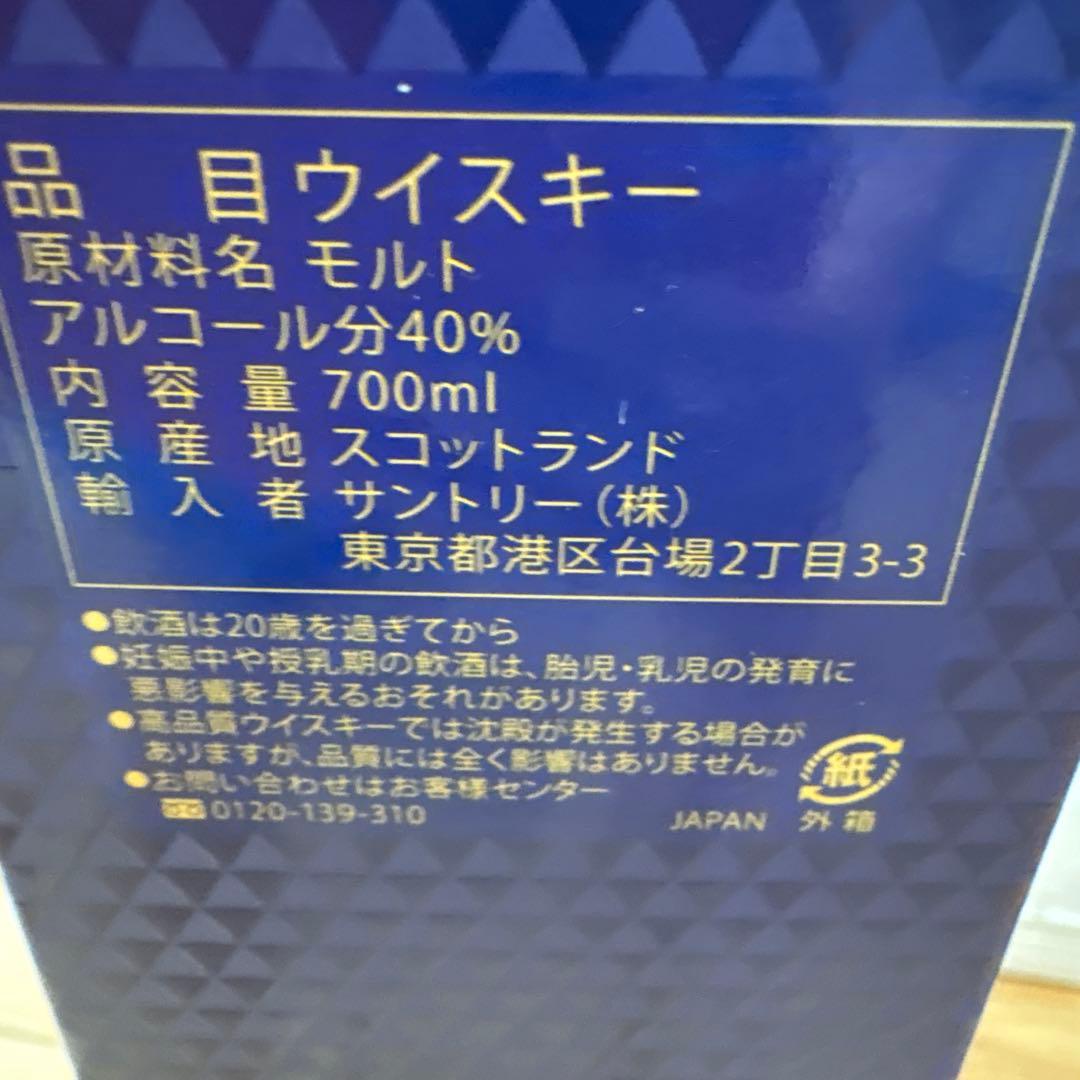 品目 ウイスキー
原材料名 モルト
アルコール分40%
内容量 700ml
原産地 スコットランド
輸入者 サントリー(株)
東京都港区台場2丁目3-3
●飲酒は20歳を過ぎてから
●妊娠中や授乳期の飲酒は、胎児・乳児の発育に
悪影響を与えるおそれがあります。
●高品質ウイスキーでは沈殿が発生する場合が
ありますが、品質には全く影響はありません。
●お問い合わせはお客様センター
0120-139-310
紙
JAPAN 外箱